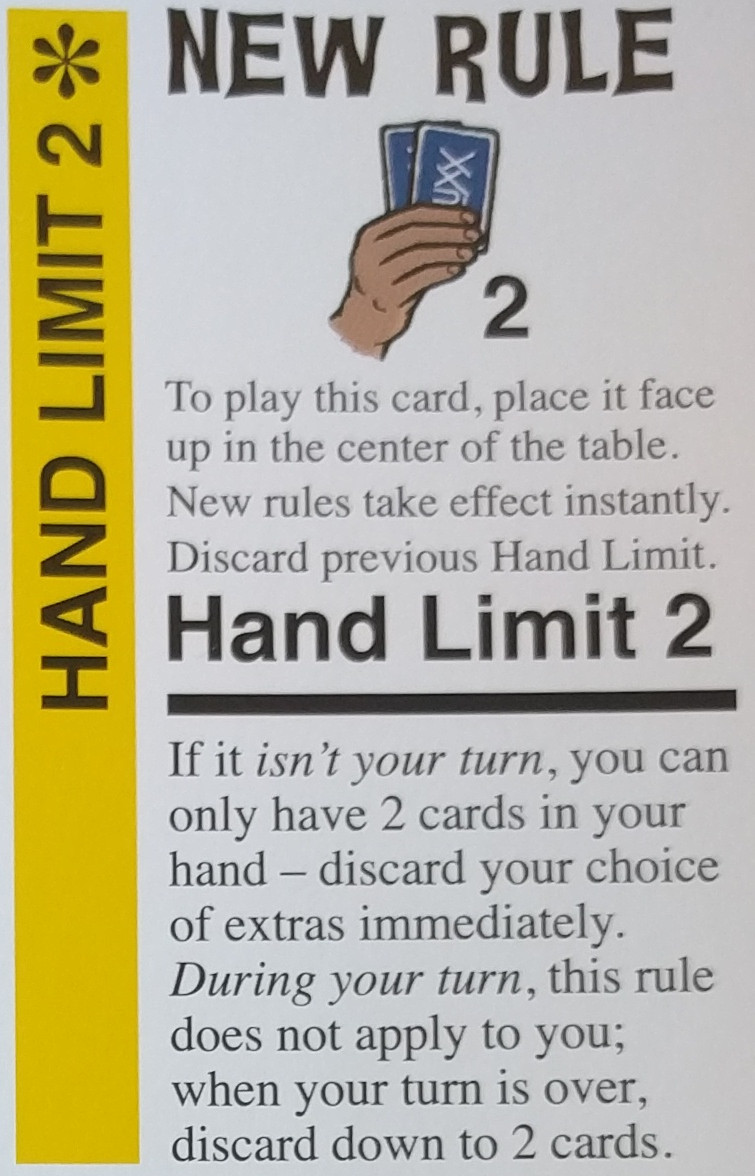 HAND LIMIT 2 *
NEW RULE
2
To play this card, place it face
up in the center of the table.
New rules take effect instantly.
Discard previous Hand Limit.
Hand Limit 2
If it isn't your turn, you can
only have 2 cards in your
hand – discard your choice
of extras immediately.
During your turn, this rule
does not apply to you;
when your turn is over,
discard down to 2 cards.